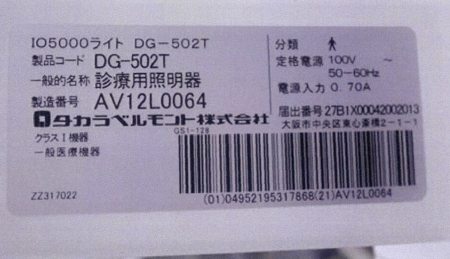 IO5000ライト DG-502T
製品コード DG-502T
一般的名称 診療用照明器
製造番号 AV12L0064
タカラベルモント株式会社
クラスⅠ機器
一般医療機器
GS1-128
ZZ317022
分類
定格電源 100V ~
50-60Hz
電源入力 0.70A
届出番号 27B1X00042002013
大阪市中央区東心斎橋2-1-1
(01)04952195317868(21)AV12L0064